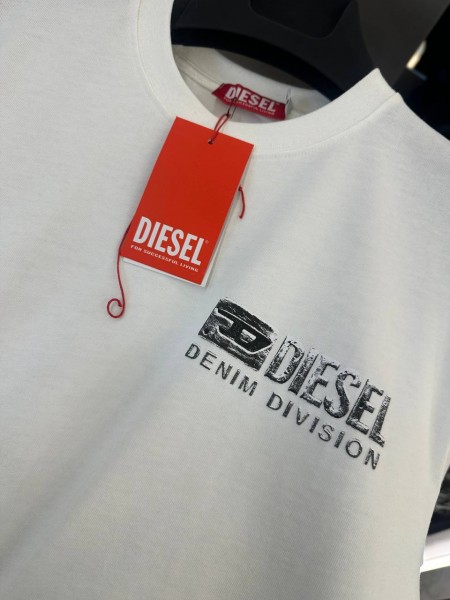 DIESEL
DIESEL
FOR SUCCESSFUL LIVING
D DIESEL
DENIM DIVISION